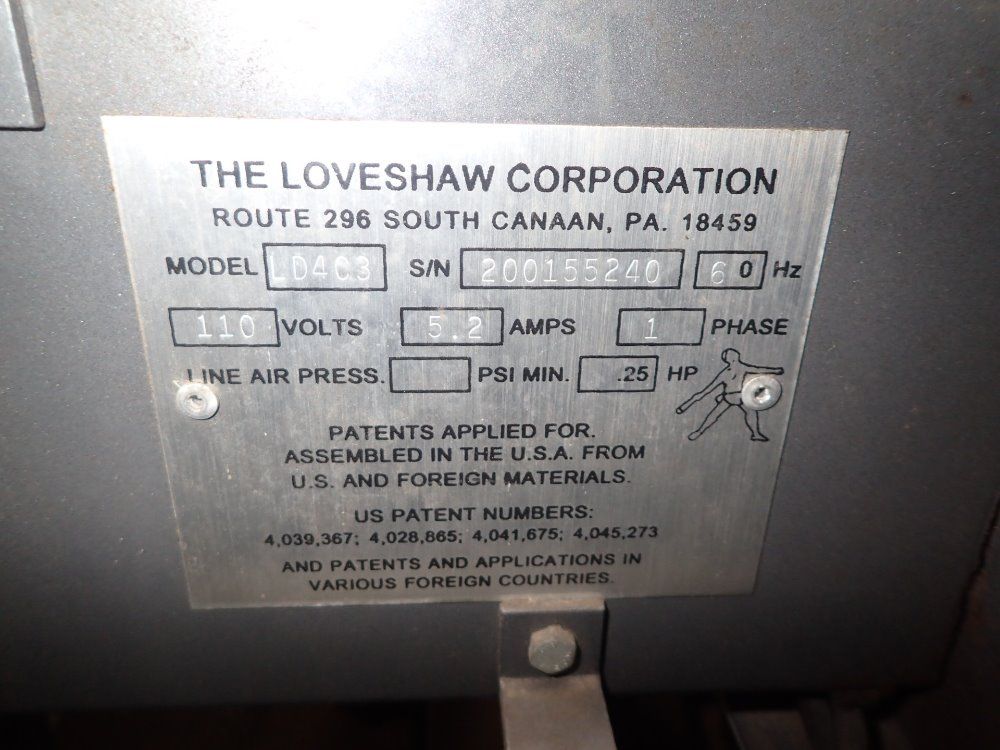 THE LOVESHAW CORPORATION
ROUTE 296 SOUTH CANAAN, PA. 18459
MODEL LD4C3 S/N 200155240 60 Hz
110 VOLTS 5.2 AMPS 1 PHASE
LINE AIR PRESS. PSI MIN. .25 HP
PATENTS APPLIED FOR.
ASSEMBLED IN THE U.S.A. FROM
U.S. AND FOREIGN MATERIALS.
US PATENT NUMBERS:
4,039,367; 4,028,865; 4,041,675; 4,045,273
AND PATENTS AND APPLICATIONS IN
VARIOUS FOREIGN COUNTRIES.